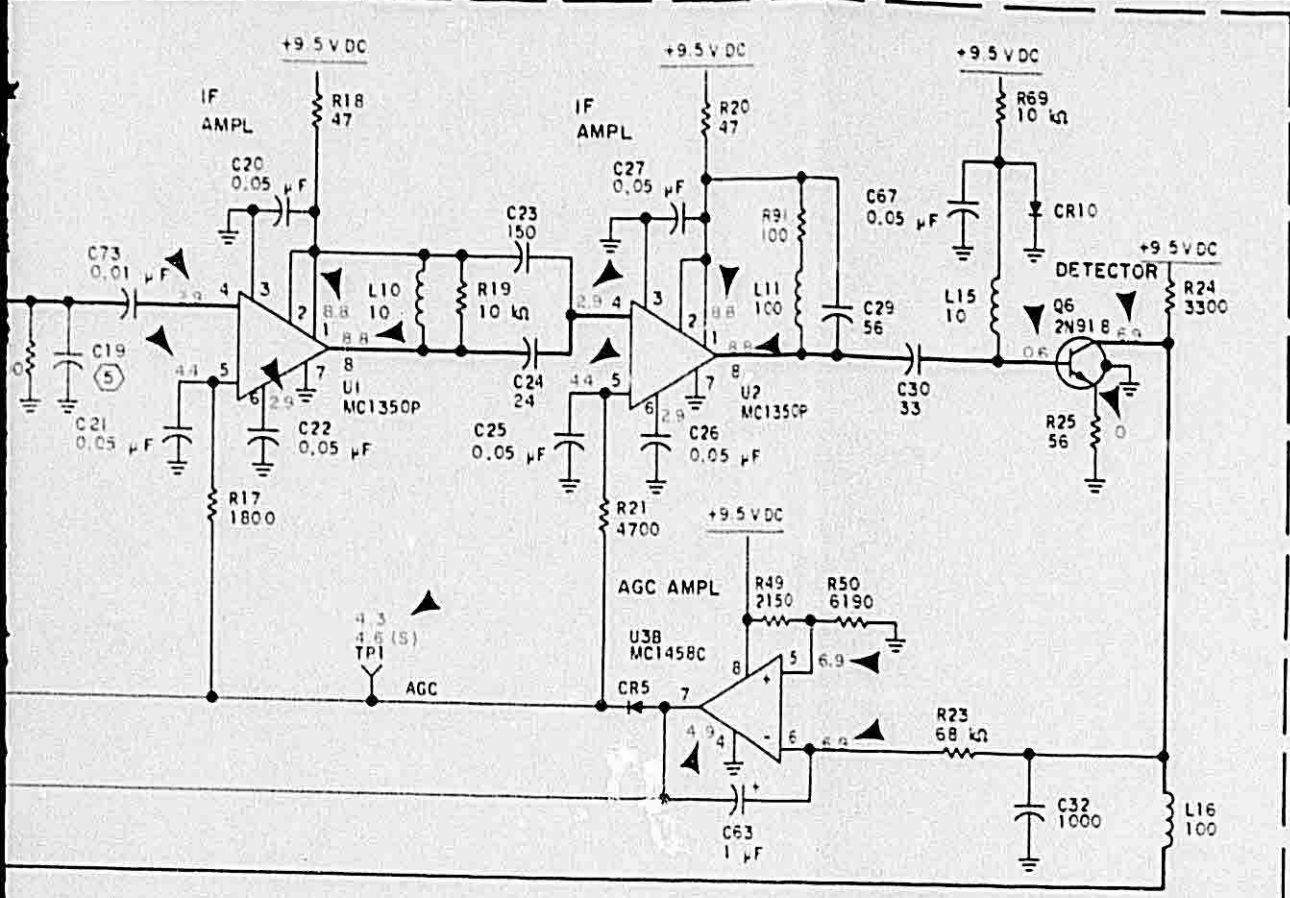 +9.5 V DC
R18
47
IF
AMPL
C20
0.05 µF
C73
0.01 µF
2.9
4
3
2
1
8.8
8.8
8
7
5
4.4
6
2.9
U1
MC1350P
C19
5
C21
0.05 µF
C22
0.05 µF
R17
1800
L10
10
R19
10 kΩ
C23
150
C24
24
+9.5 V DC
R20
47
IF
AMPL
C27
0.05 µF
2.9
4
3
2
1
8.8
8.8
8
7
5
4.4
6
2.9
U2
MC1350P
C25
0.05 µF
C26
0.05 µF
R21
4700
R91
100
L11
100
C29
56
C30
33
+9.5 V DC
R69
10 kΩ
C67
0.05 µF
CR10
L15
10
DETECTOR
Q6
2N918
0.6
6.9
0
+9.5 V DC
R24
3300
R25
56
+9.5 V DC
AGC AMPL
R49
2150
R50
6190
U3B
MC1458C
8
5
6.9
+
-
7
4.9
4
6
6.9
4.3
4.6 (S)
TP1
AGC
CR5
R23
68 kΩ
C63
1 µF
+
C32
1000
L16
100